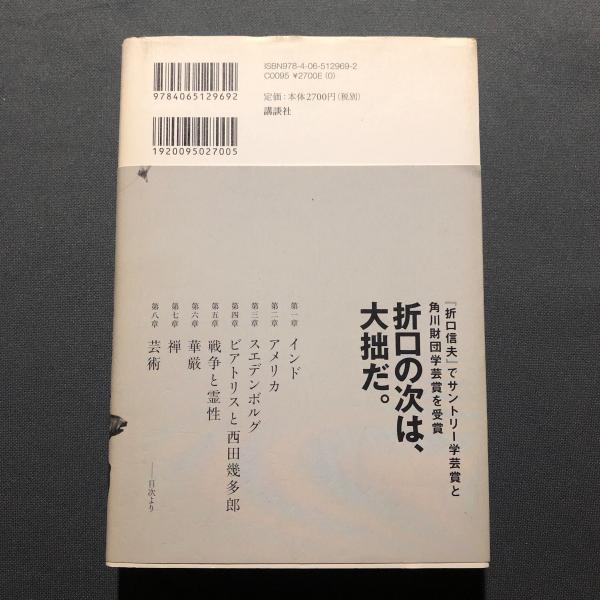 ISBN978-4-06-512969-2
C0095 ¥2700E (0)
定価:本体2700円(税別)
講談社
9784065129692
1920095027005
『折口信夫』でサントリー学芸賞と
角川財団学芸賞を受賞
折口の次は、
大拙だ。
第一章 インド
第二章 アメリカ
第三章 スエデンボルグ
第四章 ビアトリスと西田幾多郎
第五章 戦争と霊性
第六章 華厳
第七章 禅
第八章 芸術
——目次より